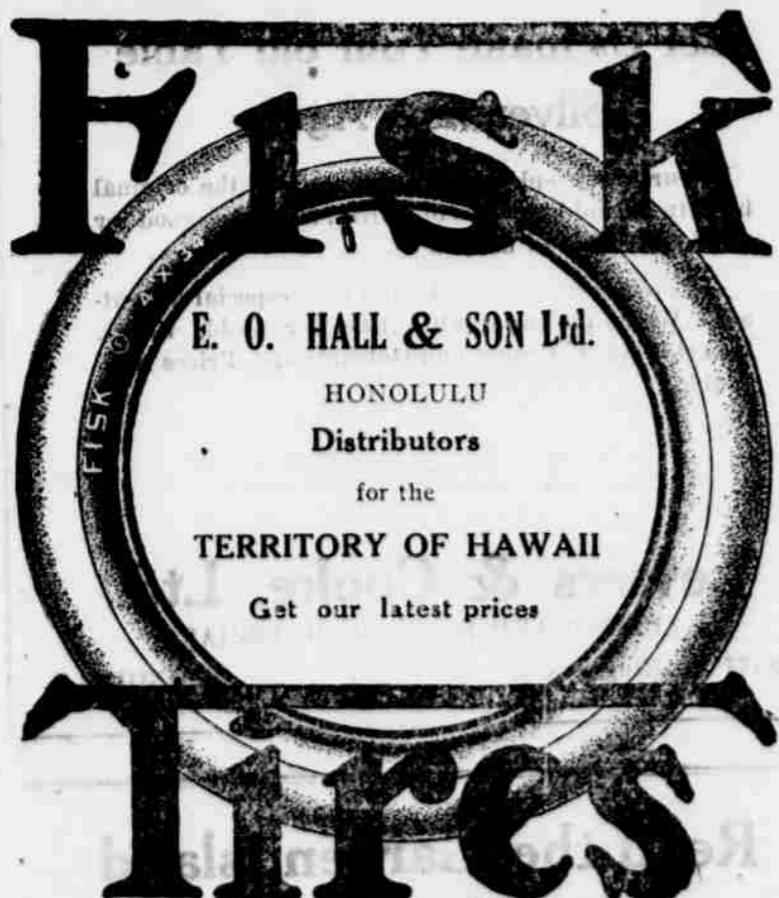 Fisk
FISK © 4 X 34
E. O. HALL & SON Ltd.
HONOLULU
Distributors
for the
TERRITORY OF HAWAII
Get our latest prices
Tires